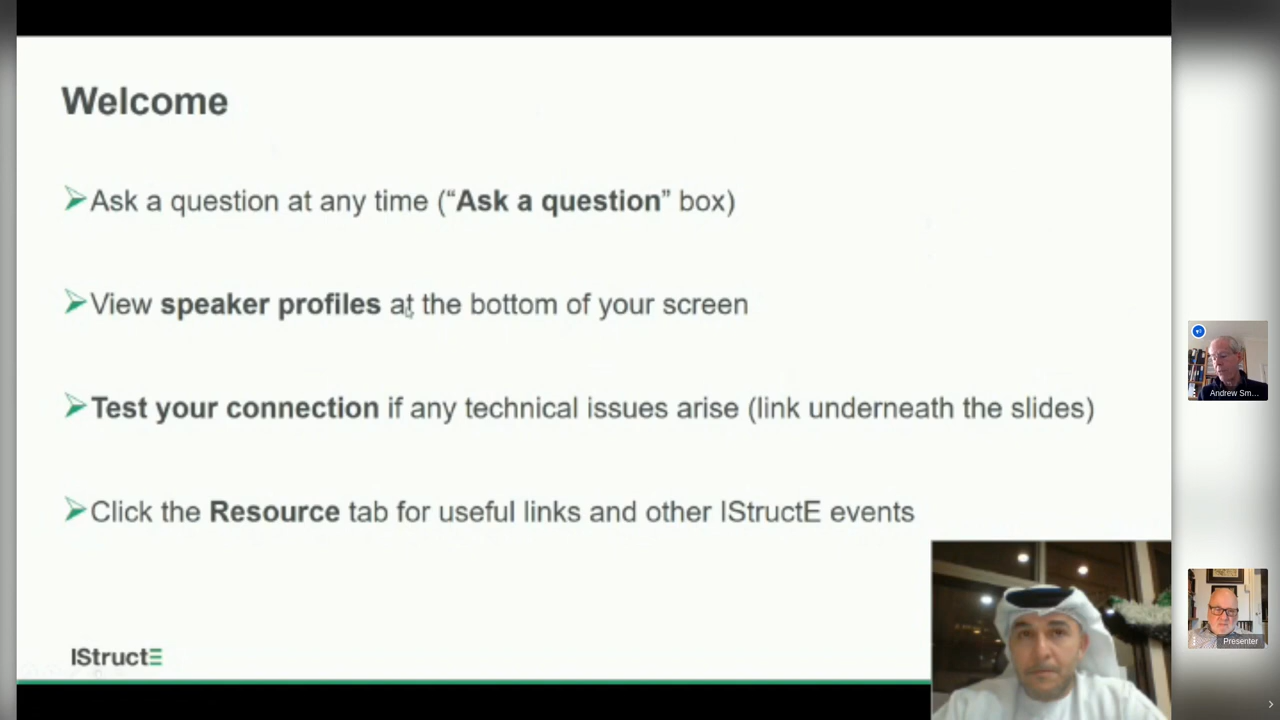 Welcome
Ask a question at any time (“Ask a question” box)
View speaker profiles at the bottom of your screen
Test your connection if any technical issues arise (link underneath the slides)
Click the Resource tab for useful links and other IStructE events
IStructE
Andrew Sm...
Presenter